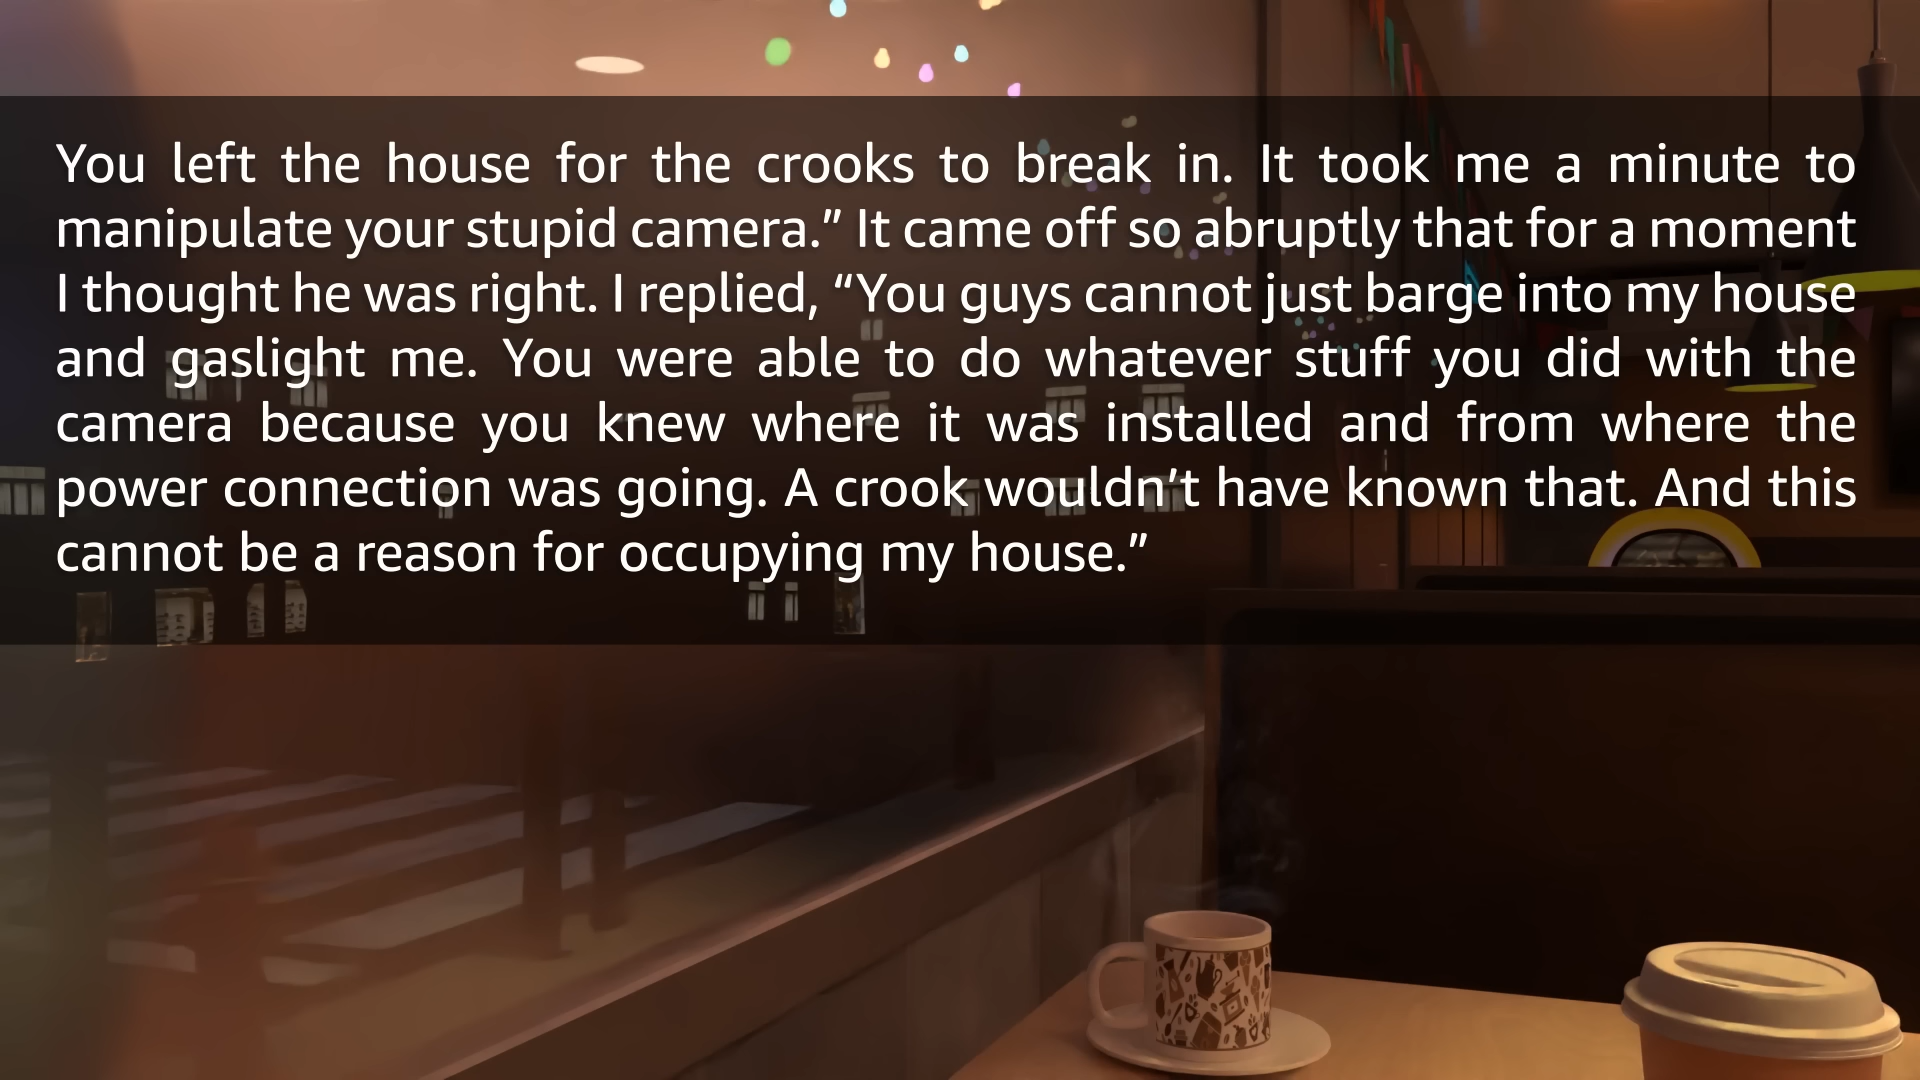 You left the house for the crooks to break in. It took me a minute to
manipulate your stupid camera.” It came off so abruptly that for a moment
I thought he was right. I replied, “You guys cannot just barge into my house
and gaslight me. You were able to do whatever stuff you did with the
camera because you knew where it was installed and from where the
power connection was going. A crook wouldn’t have known that. And this
cannot be a reason for occupying my house.”